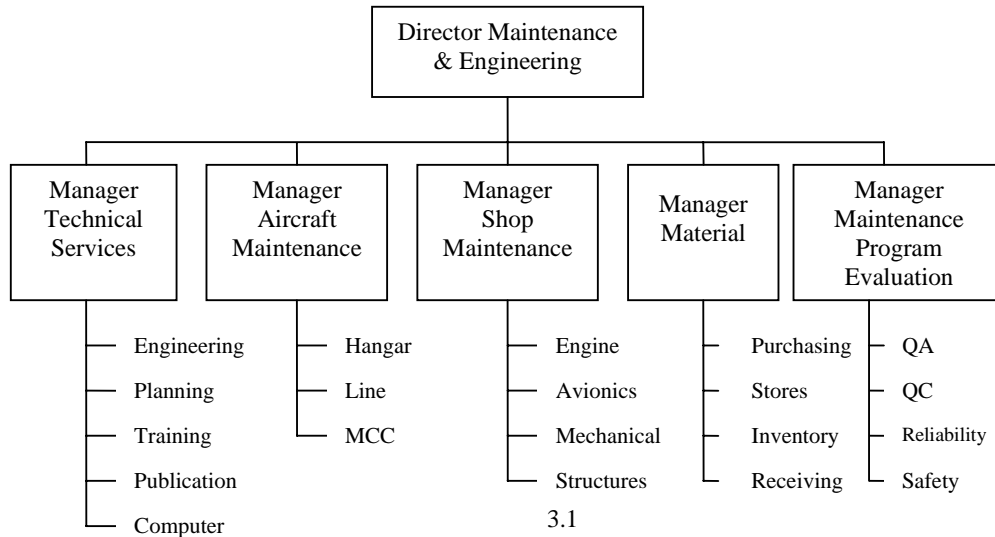 Director Maintenance
& Engineering
Manager
Technical
Services
Manager
Aircraft
Maintenance
Manager
Shop
Maintenance
Manager
Material
Manager
Maintenance
Program
Evaluation
Engineering
Planning
Training
Publication
Computer
Hangar
Line
MCC
Engine
Avionics
Mechanical
Structures
Purchasing
Stores
Inventory
Receiving
QA
QC
Reliability
Safety
3.1